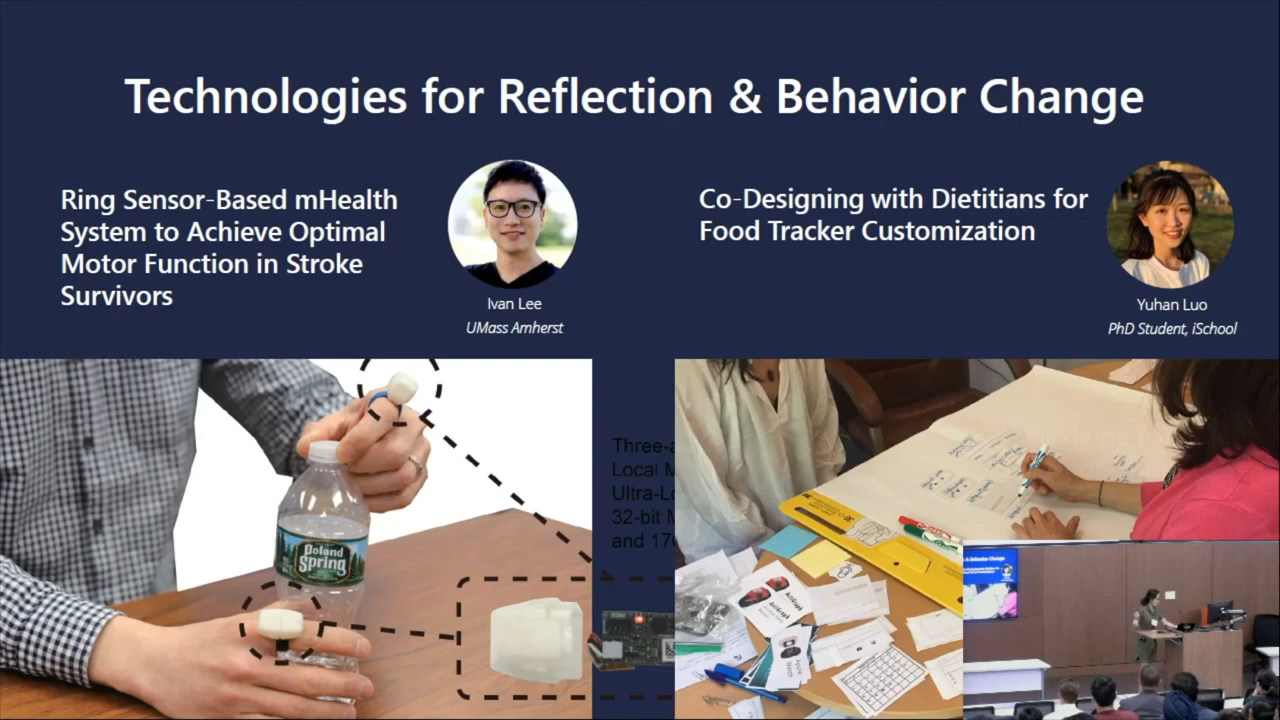 Technologies for Reflection & Behavior Change
Ring Sensor-Based mHealth
System to Achieve Optimal
Motor Function in Stroke
Survivors
Ivan Lee
UMass Amherst
Co-Designing with Dietitians for
Food Tracker Customization
Yuhan Luo
PhD Student, iSchool
Three-a
Local M
Ultra-Lo
32-bit M
and 17
Poland
Spring
& Behavior Change